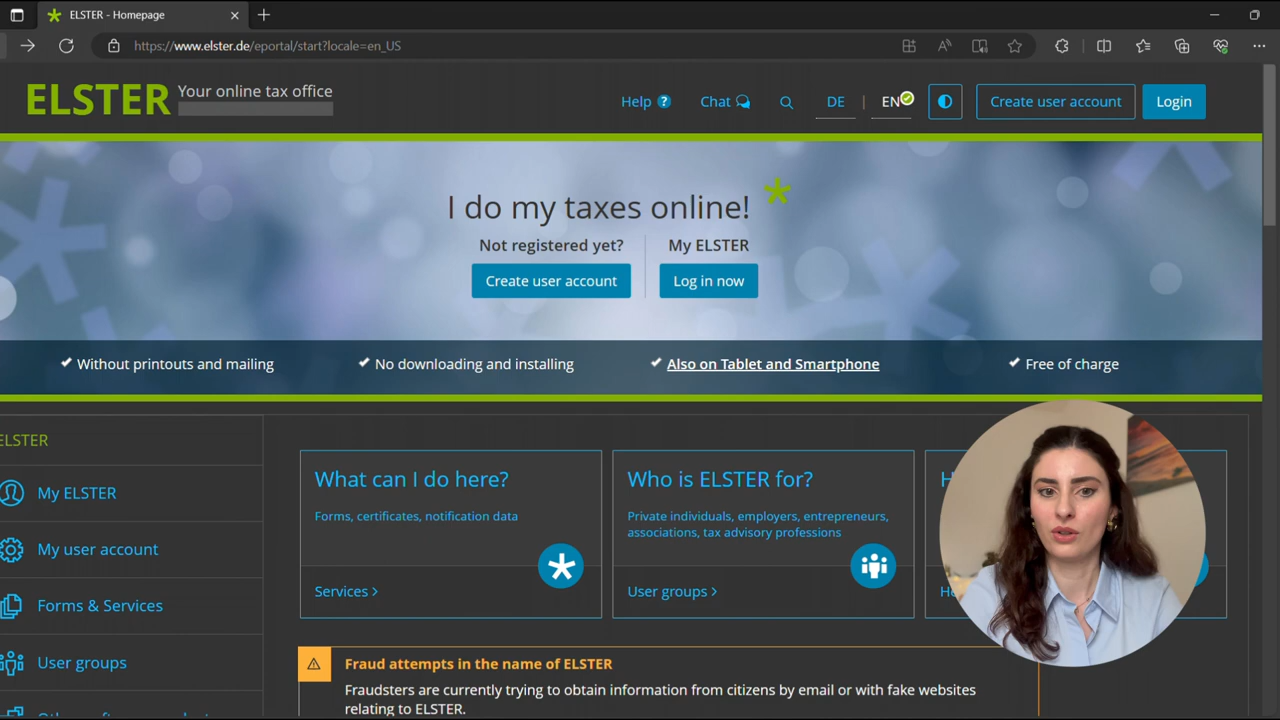 ELSTER - Homepage
https://www.elster.de/eportal/start?locale=en_US
ELSTER Your online tax office
Help ? Chat DE | EN Create user account Login
I do my taxes online!
Not registered yet? My ELSTER
Create user account Log in now
Without printouts and mailing No downloading and installing Also on Tablet and Smartphone Free of charge
ELSTER
My ELSTER
My user account
Forms & Services
User groups
What can I do here?
Forms, certificates, notification data
Services >
Who is ELSTER for?
Private individuals, employers, entrepreneurs,
associations, tax advisory professions
User groups >
Fraud attempts in the name of ELSTER
Fraudsters are currently trying to obtain information from citizens by email or with fake websites
relating to ELSTER.